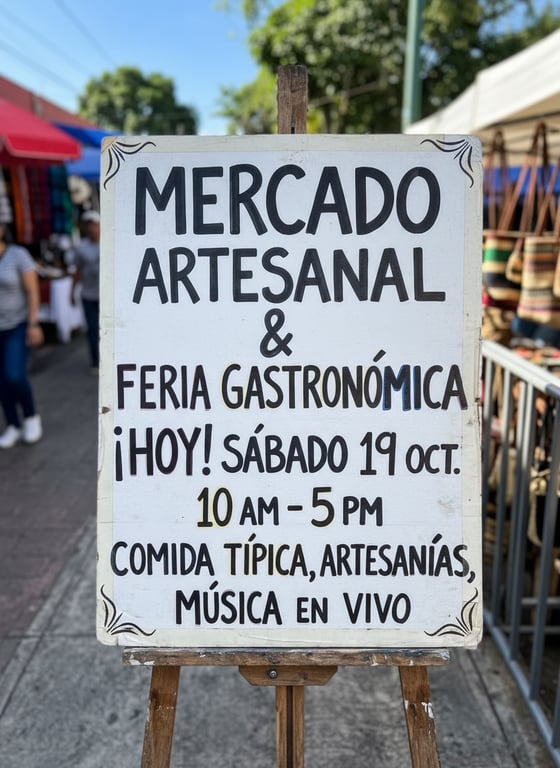 MERCADO
ARTESANAL
&
FERIA GASTRONÓMICA
¡HOY! SÁBADO 19 OCT.
10 AM – 5 PM
COMIDA TÍPICA, ARTESANÍAS,
MÚSICA EN VIVO